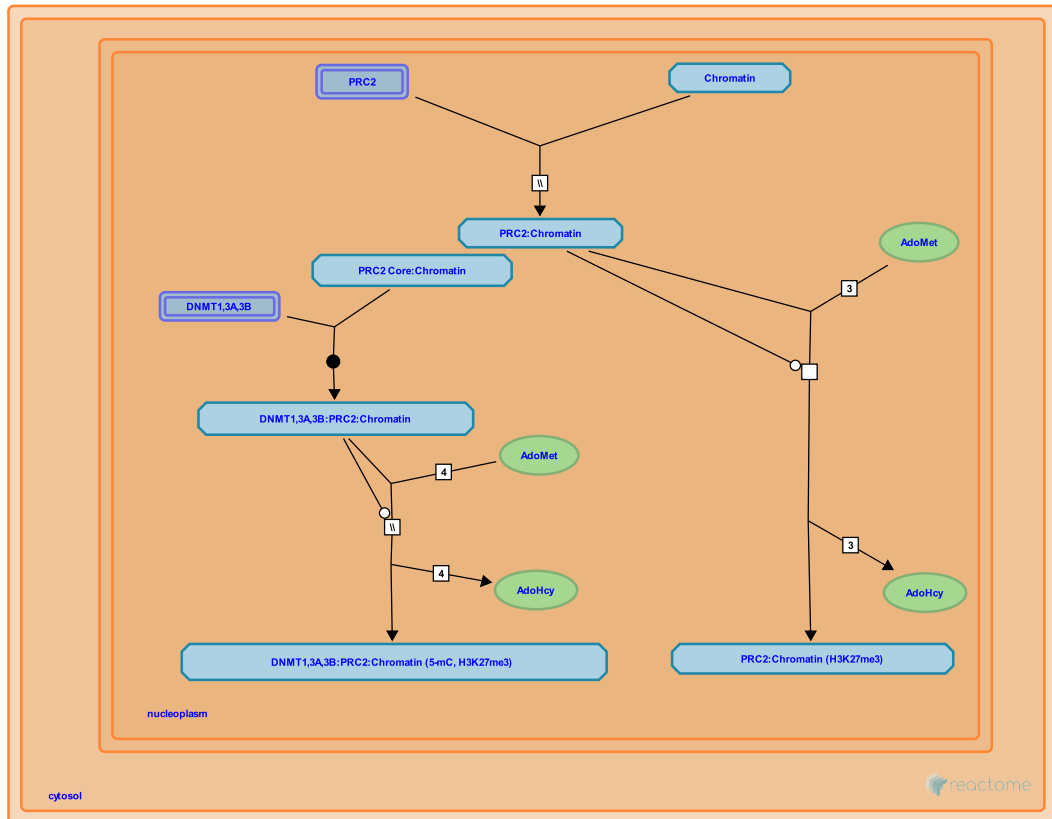 PRC2
Chromatin
\\
PRC2:Chromatin
AdoMet
PRC2 Core:Chromatin
3
DNMT1,3A,3B
DNMT1,3A,3B:PRC2:Chromatin
AdoMet
4
\\
3
4
AdoHcy
AdoHcy
DNMT1,3A,3B:PRC2:Chromatin (5-mC, H3K27me3)
PRC2:Chromatin (H3K27me3)
nucleoplasm
reactome
cytosol